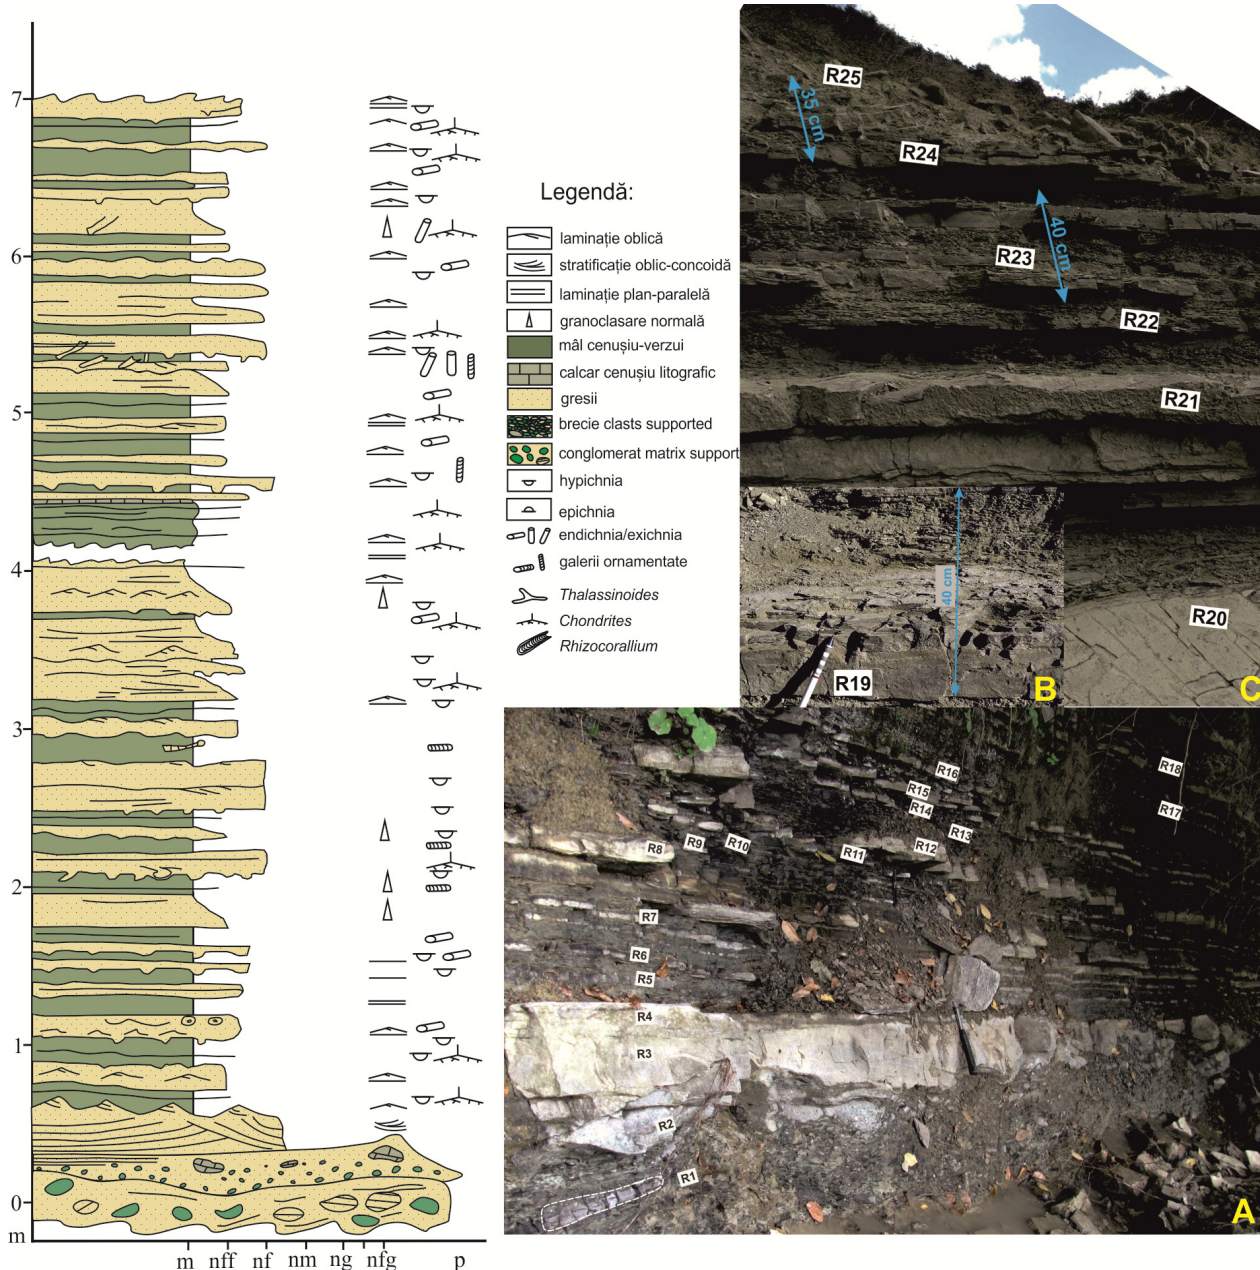 7
6
5
4
3
2
1
0
m
m nff nf nm ng nfg p
Legendă:
laminație oblică
stratificație oblic-concoidă
laminație plan-paralelă
granoclasare normală
mâl cenușiu-verzui
calcar cenușiu litografic
gresii
brecie clasts supported
conglomerat matrix support
hypichnia
epichnia
endichnia/exichnia
galerii ornamentate
Thalassinoides
Chondrites
Rhizocorallium
R25
35 cm
R24
40 cm
R23
R22
R21
R20
C
40 cm
R19
B
R18
R17
R16
R15
R14
R13
R12
R11
R10
R9
R8
R7
R6
R5
R4
R3
R2
R1
A